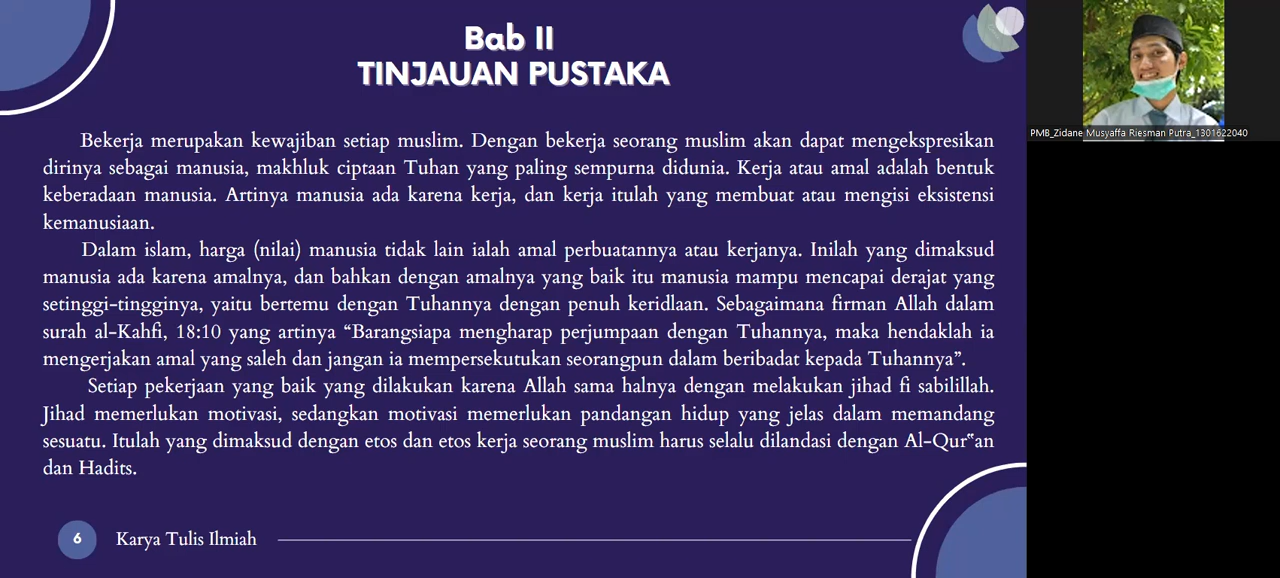 Bab II
TINJAUAN PUSTAKA
Bekerja merupakan kewajiban setiap muslim. Dengan bekerja seorang muslim akan dapat mengekspresikan
dirinya sebagai manusia, makhluk ciptaan Tuhan yang paling sempurna didunia. Kerja atau amal adalah bentuk
keberadaan manusia. Artinya manusia ada karena kerja, dan kerja itulah yang membuat atau mengisi eksistensi
kemanusiaan.
Dalam islam, harga (nilai) manusia tidak lain ialah amal perbuatannya atau kerjanya. Inilah yang dimaksud
manusia ada karena amalnya, dan bahkan dengan amalnya yang baik itu manusia mampu mencapai derajat yang
setinggi-tingginya, yaitu bertemu dengan Tuhannya dengan penuh keridlaan. Sebagaimana firman Allah dalam
surah al-Kahfi, 18:10 yang artinya “Barangsiapa mengharap perjumpaan dengan Tuhannya, maka hendaklah ia
mengerjakan amal yang saleh dan jangan ia mempersekutukan seorangpun dalam beribadat kepada Tuhannya”.
Setiap pekerjaan yang baik yang dilakukan karena Allah sama halnya dengan melakukan jihad fi sabilillah.
Jihad memerlukan motivasi, sedangkan motivasi memerlukan pandangan hidup yang jelas dalam memandang
sesuatu. Itulah yang dimaksud dengan etos dan etos kerja seorang muslim harus selalu dilandasi dengan Al-Qur‟an
dan Hadits.
6
Karya Tulis Ilmiah
PMB_Zidane Musyaffa Riesman Putra_1301622040